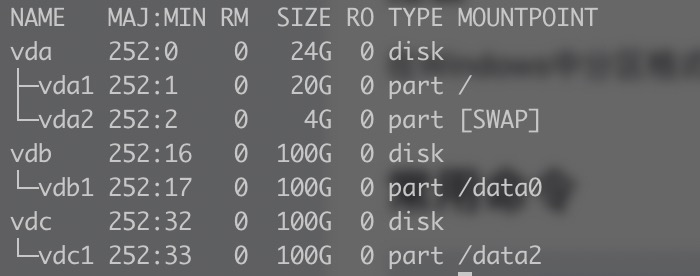 NAME   MAJ:MIN RM  SIZE RO TYPE MOUNTPOINT
vda    252:0    0   24G  0 disk
├─vda1 252:1    0   20G  0 part /
└─vda2 252:2    0    4G  0 part [SWAP]
vdb    252:16   0  100G  0 disk
└─vdb1 252:17   0  100G  0 part /data0
vdc    252:32   0  100G  0 disk
└─vdc1 252:33   0  100G  0 part /data2